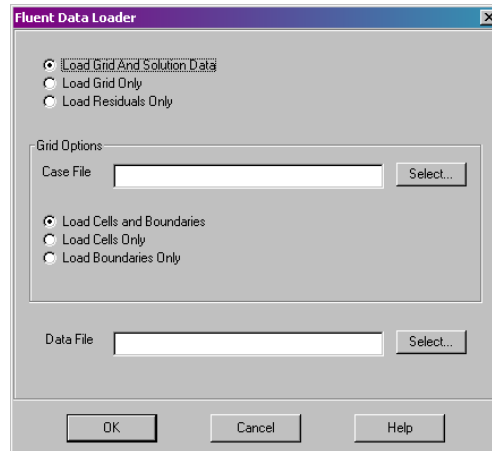 Fluent Data Loader
Load Grid And Solution Data
Load Grid Only
Load Residuals Only
Grid Options
Case File Select...
Load Cells and Boundaries
Load Cells Only
Load Boundaries Only
Data File Select...
OK Cancel Help